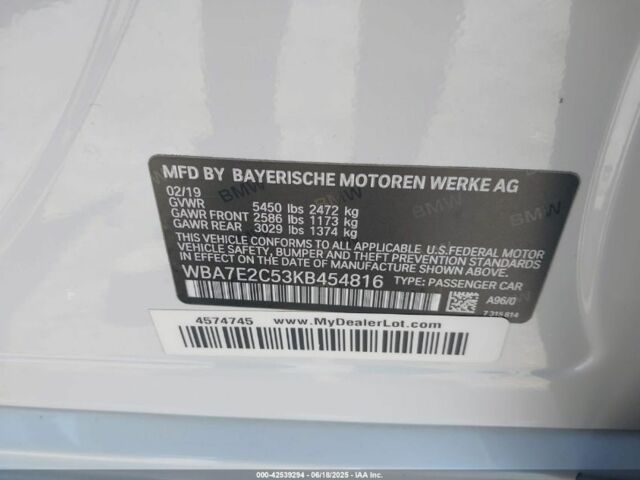 MFD BY BAYERISCHE MOTOREN WERKE AG
02/19
GVWR 5450 lbs 2472 kg
GAWR FRONT 2586 lbs 1173 kg
GAWR REAR 3029 lbs 1374 kg
THIS VEHICLE CONFORMS TO ALL APPLICABLE U.S.FEDERAL MOTOR
VEHICLE SAFETY, BUMPER AND THEFT PREVENTION STANDARDS
IN EFFECT ON THE DATE OF MANUFACTURE SHOWN ABOVE.
WBA7E2C53KB454816 TYPE: PASSENGER CAR
A96/0
7 315 814
4574745 www.MyDealerLot.com
000-42539294 - 06/18/2025 - IAA Inc.